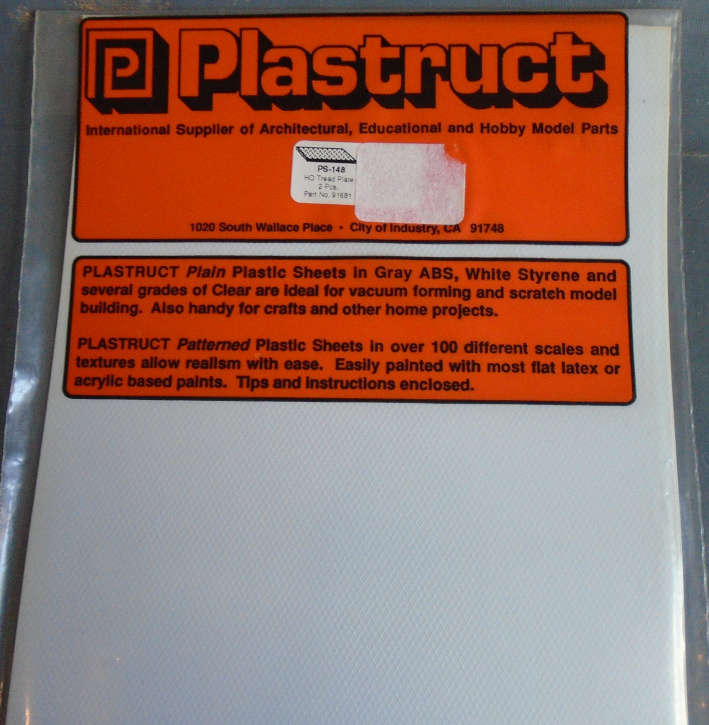 P Plastruct
International Supplier of Architectural, Educational and Hobby Model Parts
PS-148
HO Tread Plate
2 Pcs.
Part No. 91681
1020 South Wallace Place • City of Industry, CA 91748
PLASTRUCT Plain Plastic Sheets in Gray ABS, White Styrene and
several grades of Clear are ideal for vacuum forming and scratch model
building. Also handy for crafts and other home projects.
PLASTRUCT Patterned Plastic Sheets in over 100 different scales and
textures allow realism with ease. Easily painted with most flat latex or
acrylic based paints. Tips and Instructions enclosed.